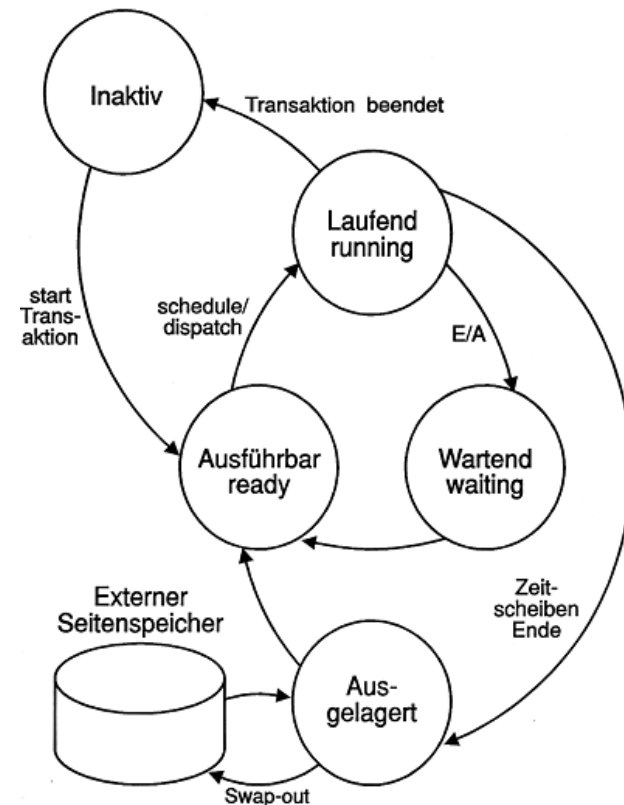 Inaktiv
Transaktion beendet
Laufend
running
start
Trans-
aktion
schedule/
dispatch
E/A
Ausführbar
ready
Wartend
waiting
Externer
Seitenspeicher
Zeit-
scheiben
Ende
Aus-
gelagert
Swap-out